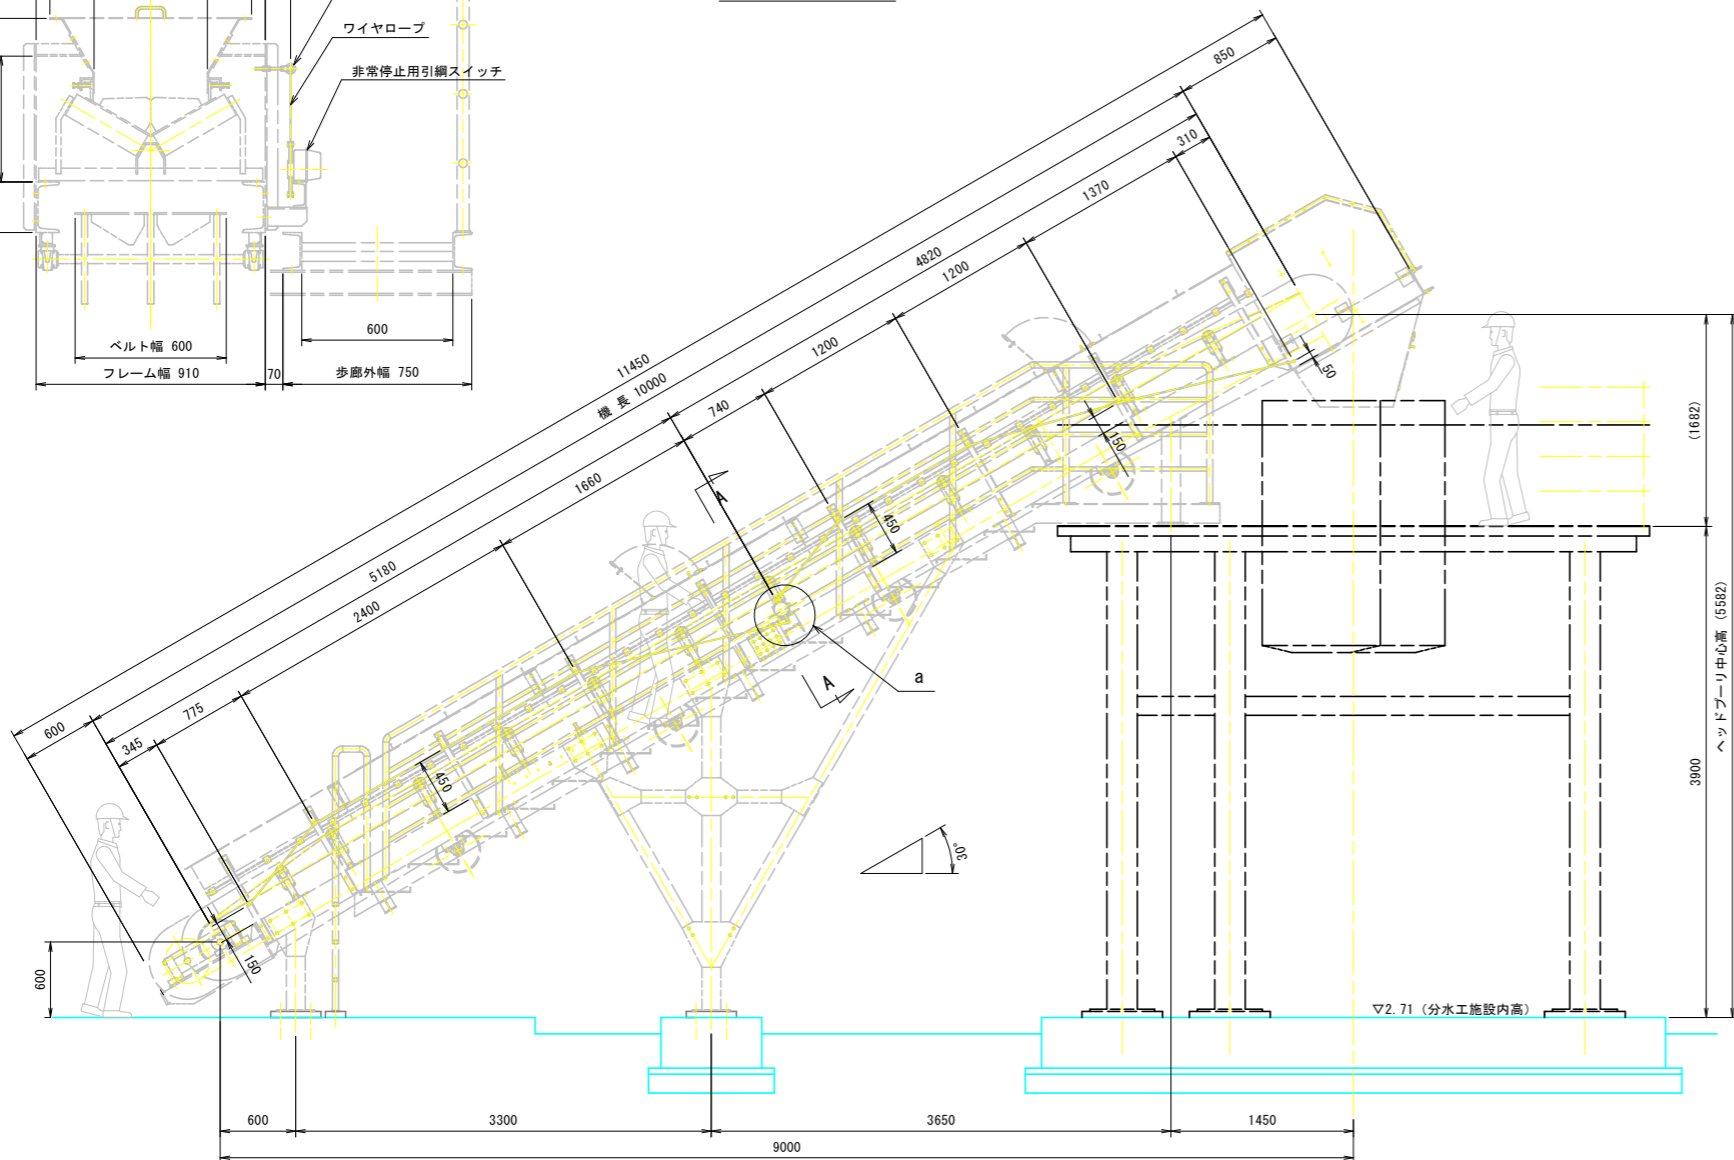 ワイヤロープ
非常停止用引綱スイッチ
600
ベルト幅 600
フレーム幅 910
70
歩廊外幅 750
850
310
1370
4820
1200
1200
11450
機 長 10000
740
1660
5180
2400
775
345
600
A
A
a
450
450
150
150
50
30°
600
(1682)
3900
ヘッドプーリ中心高 (5582)
▽2.71 (分水工施設内高)
600
3300
3650
1450
9000